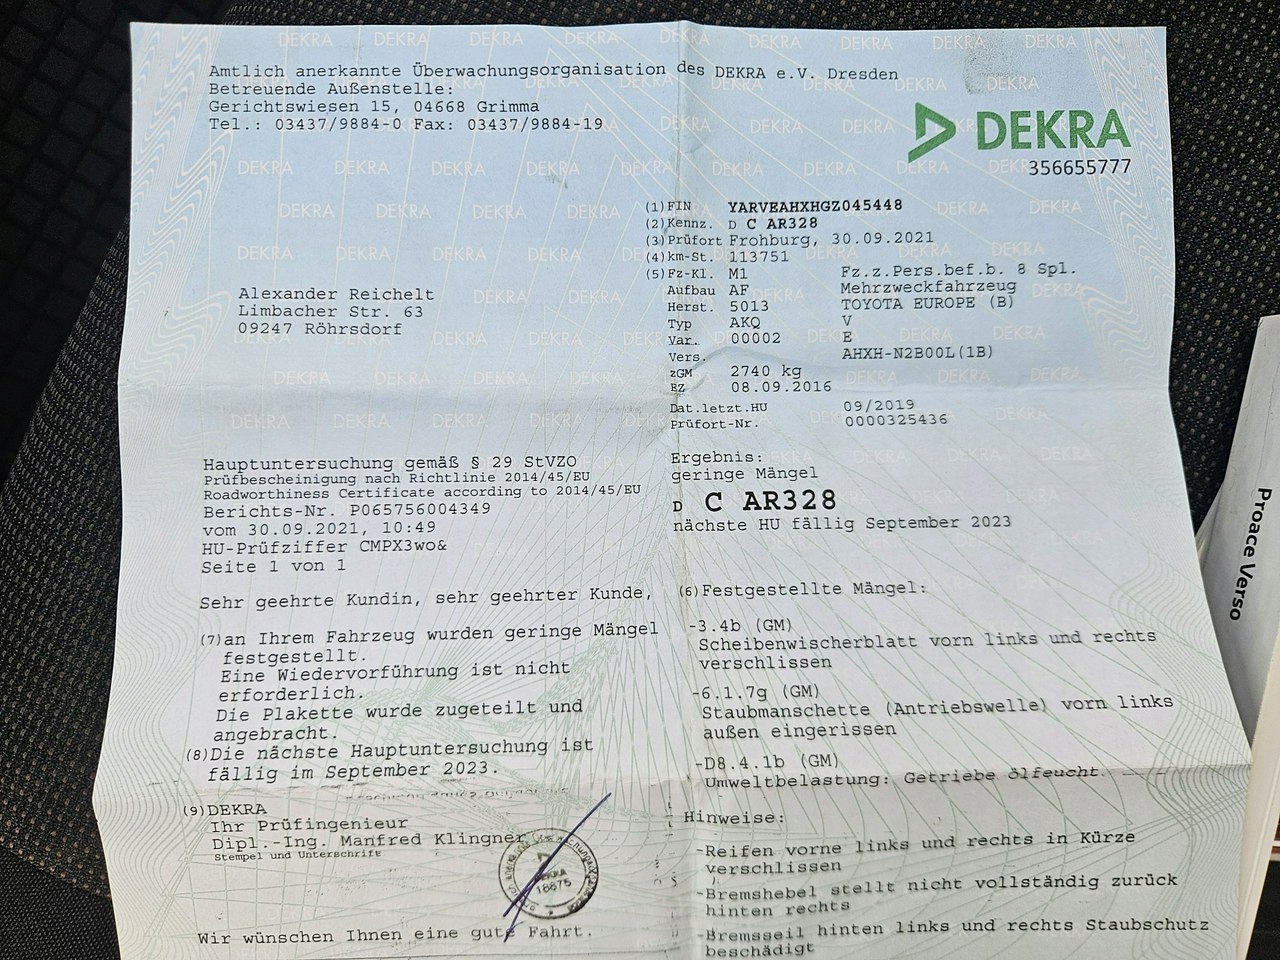 Amtlich anerkannte Überwachungsorganisation des DEKRA e.V. Dresden
Betreuende Außenstelle:
Gerichtswiesen 15, 04668 Grimma
Tel.: 03437/9884-0 Fax: 03437/9884-19
DEKRA
356655777
(1) FIN YARVEAHXHGZ045448
(2) Kennz. D C AR328
(3) Prüfort Frohburg, 30.09.2021
(4) km-St. 113751
(5) Fz-Kl. M1 Fz.z.Pers.bef.b. 8 Spl.
Aufbau AF Mehrzweckfahrzeug
Herst. 5013 TOYOTA EUROPE (B)
Typ AKQ V
Var. 00002 E
Vers. AHXH-N2B00L(1B)
zGM 2740 kg
EZ 08.09.2016
Dat.letzt.HU 09/2019
Prüfort-Nr. 0000325436
Alexander Reichelt
Limbacher Str. 63
09247 Röhrsdorf
Hauptuntersuchung gemäß § 29 StVZO
Prüfbescheinigung nach Richtlinie 2014/45/EU
Roadworthiness Certificate according to 2014/45/EU
Berichts-Nr. P065756004349
vom 30.09.2021, 10:49
HU-Prüfziffer CMPX3wo&
Seite 1 von 1
Ergebnis:
geringe Mängel
D C AR328
nächste HU fällig September 2023
Sehr geehrte Kundin, sehr geehrter Kunde,
(7) an Ihrem Fahrzeug wurden geringe Mängel
festgestellt.
Eine Wiedervorführung ist nicht
erforderlich.
Die Plakette wurde zugeteilt und
angebracht.
(8) Die nächste Hauptuntersuchung ist
fällig im September 2023.
(9) DEKRA
Ihr Prüfingenieur
Dipl.-Ing. Manfred Klingner
Stempel und Unterschrift
DEKRA
18875
Wir wünschen Ihnen eine gute Fahrt.
(6) Festgestellte Mängel:
-3.4b (GM)
Scheibenwischerblatt vorn links und rechts
verschlissen
-6.1.7g (GM)
Staubmanschette (Antriebswelle) vorn links
außen eingerissen
-D8.4.1b (GM)
Umweltbelastung: Getriebe ölfeucht.
Hinweise:
-Reifen vorne links und rechts in Kürze
verschlissen
-Bremshebel stellt nicht vollständig zurück
hinten rechts
-Bremsseil hinten links und rechts Staubschutz
beschädigt
Proace Verso